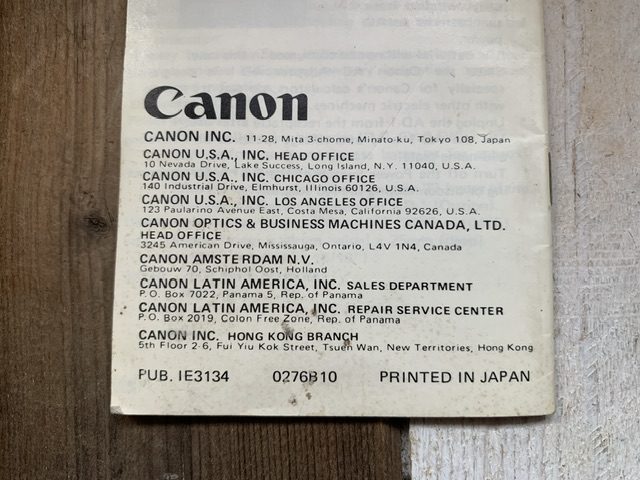 Canon
CANON INC. 11-28, Mita 3-chome, Minato-ku, Tokyo 108, Japan
CANON U.S.A., INC. HEAD OFFICE
10 Nevada Drive, Lake Success, Long Island, N.Y. 11040, U.S.A.
CANON U.S.A., INC. CHICAGO OFFICE
140 Industrial Drive, Elmhurst, Illinois 60126, U.S.A.
CANON U.S.A., INC. LOS ANGELES OFFICE
123 Paularino Avenue East, Costa Mesa, California 92626, U.S.A.
CANON OPTICS & BUSINESS MACHINES CANADA, LTD.
HEAD OFFICE
3245 American Drive, Mississauga, Ontario, L4V 1N4, Canada
CANON AMSTERDAM N.V.
Gebouw 70, Schiphol Oost, Holland
CANON LATIN AMERICA, INC. SALES DEPARTMENT
P.O. Box 7022, Panama 5, Rep. of Panama
CANON LATIN AMERICA, INC. REPAIR SERVICE CENTER
P.O. Box 2019, Colon Free Zone, Rep. of Panama
CANON INC. HONG KONG BRANCH
5th Floor 2-6, Fui Yiu Kok Street, Tsuen Wan, New Territories, Hong Kong
PUB. IE3134 0276B10 PRINTED IN JAPAN